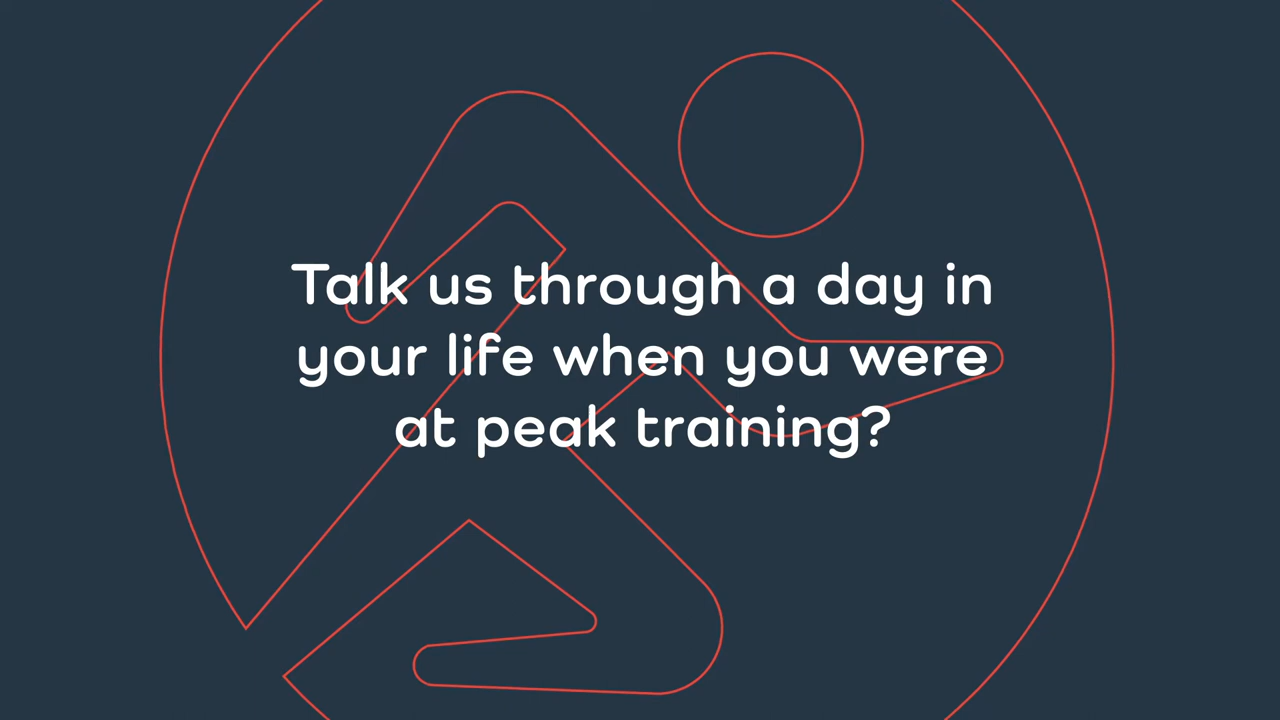 Talk us through a day in
your life when you were
at peak training?